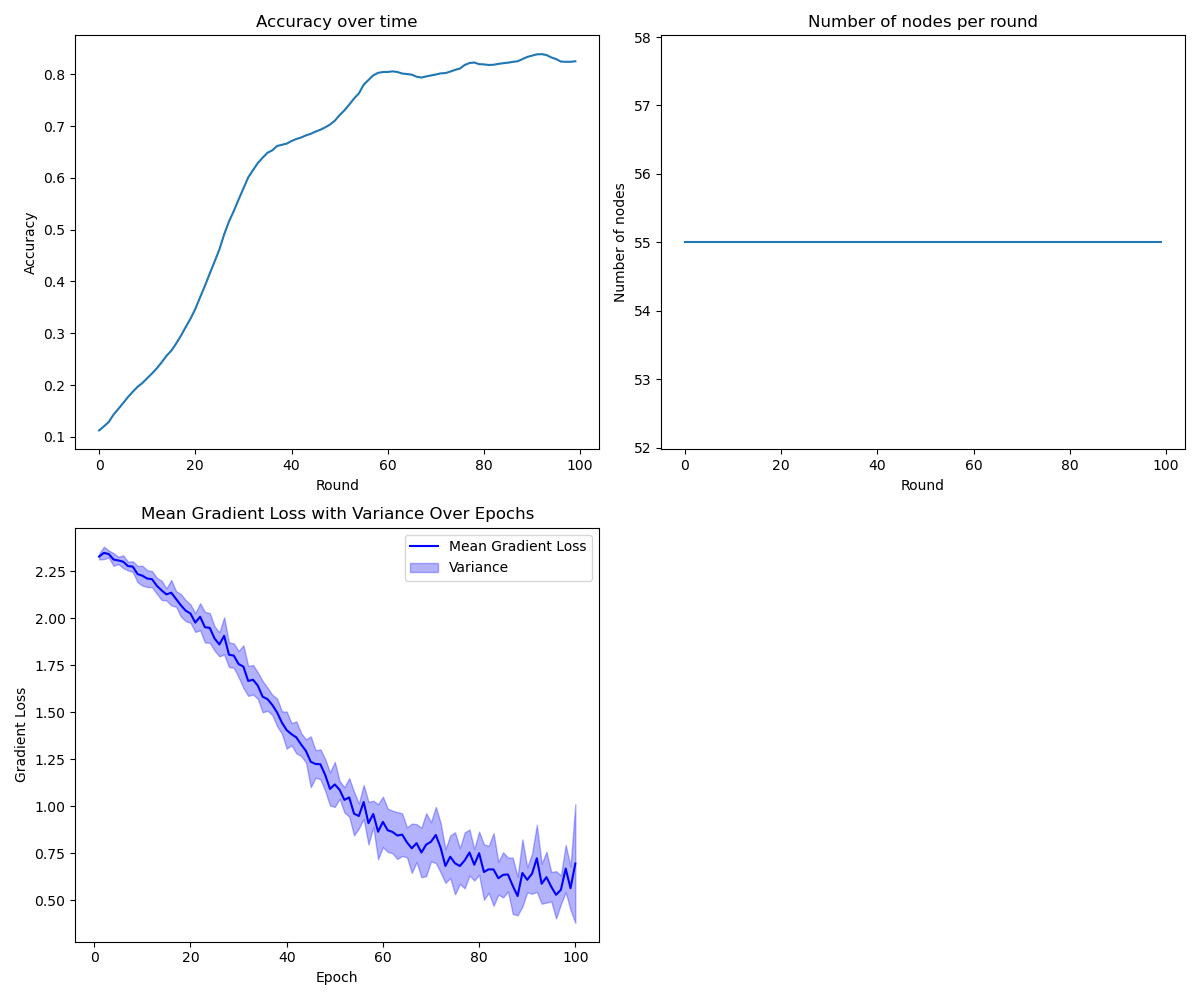 Accuracy over time
Accuracy
0.8
0.7
0.6
0.5
0.4
0.3
0.2
0.1
0 20 40 60 80 100
Round
Number of nodes per round
Number of nodes
58
57
56
55
54
53
52
0 20 40 60 80 100
Round
Mean Gradient Loss with Variance Over Epochs
Mean Gradient Loss
Variance
Gradient Loss
2.25
2.00
1.75
1.50
1.25
1.00
0.75
0.50
0 20 40 60 80 100
Epoch